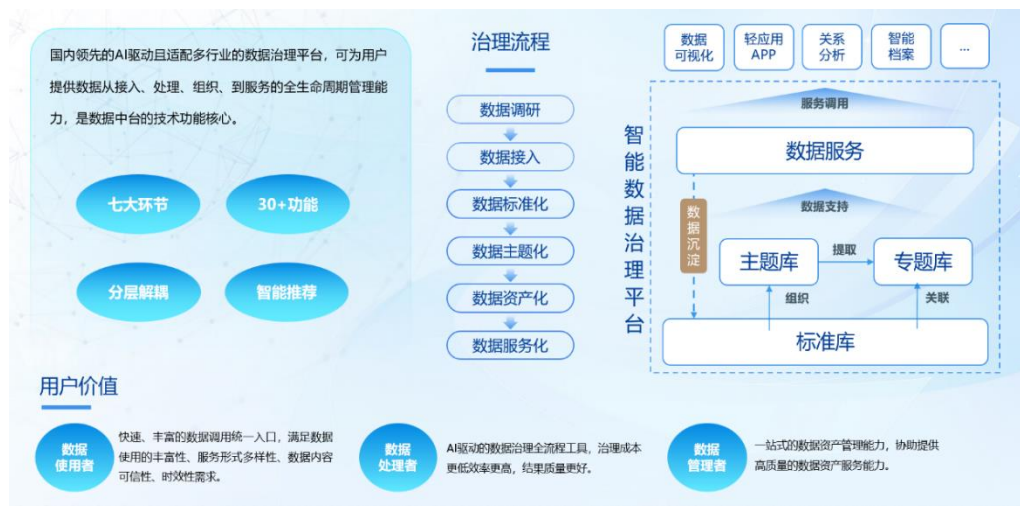 国内领先的AI驱动且适配多行业的数据治理平台，可为用户
提供数据从接入、处理、组织、到服务的全生命周期管理能
力，是数据中台的技术功能核心。
七大环节
30+功能
分层解耦
智能推荐
治理流程
数据调研
数据接入
数据标准化
数据主题化
数据资产化
数据服务化
数据
可视化
轻应用
APP
关系
分析
智能
档案
...
智能数据治理平台
服务调用
数据服务
数据支持
数据沉淀
主题库
提取
专题库
组织
关联
标准库
用户价值
数据
使用者
快速、丰富的数据调用统一入口，满足数据
使用的丰富性、服务形式多样性、数据内容
可信性、时效性需求。
数据
处理者
AI驱动的数据治理全流程工具，治理成本
更低效率更高，结果质量更好。
数据
管理者
一站式的数据资产管理能力，协助提供
高质量的数据资产服务能力。